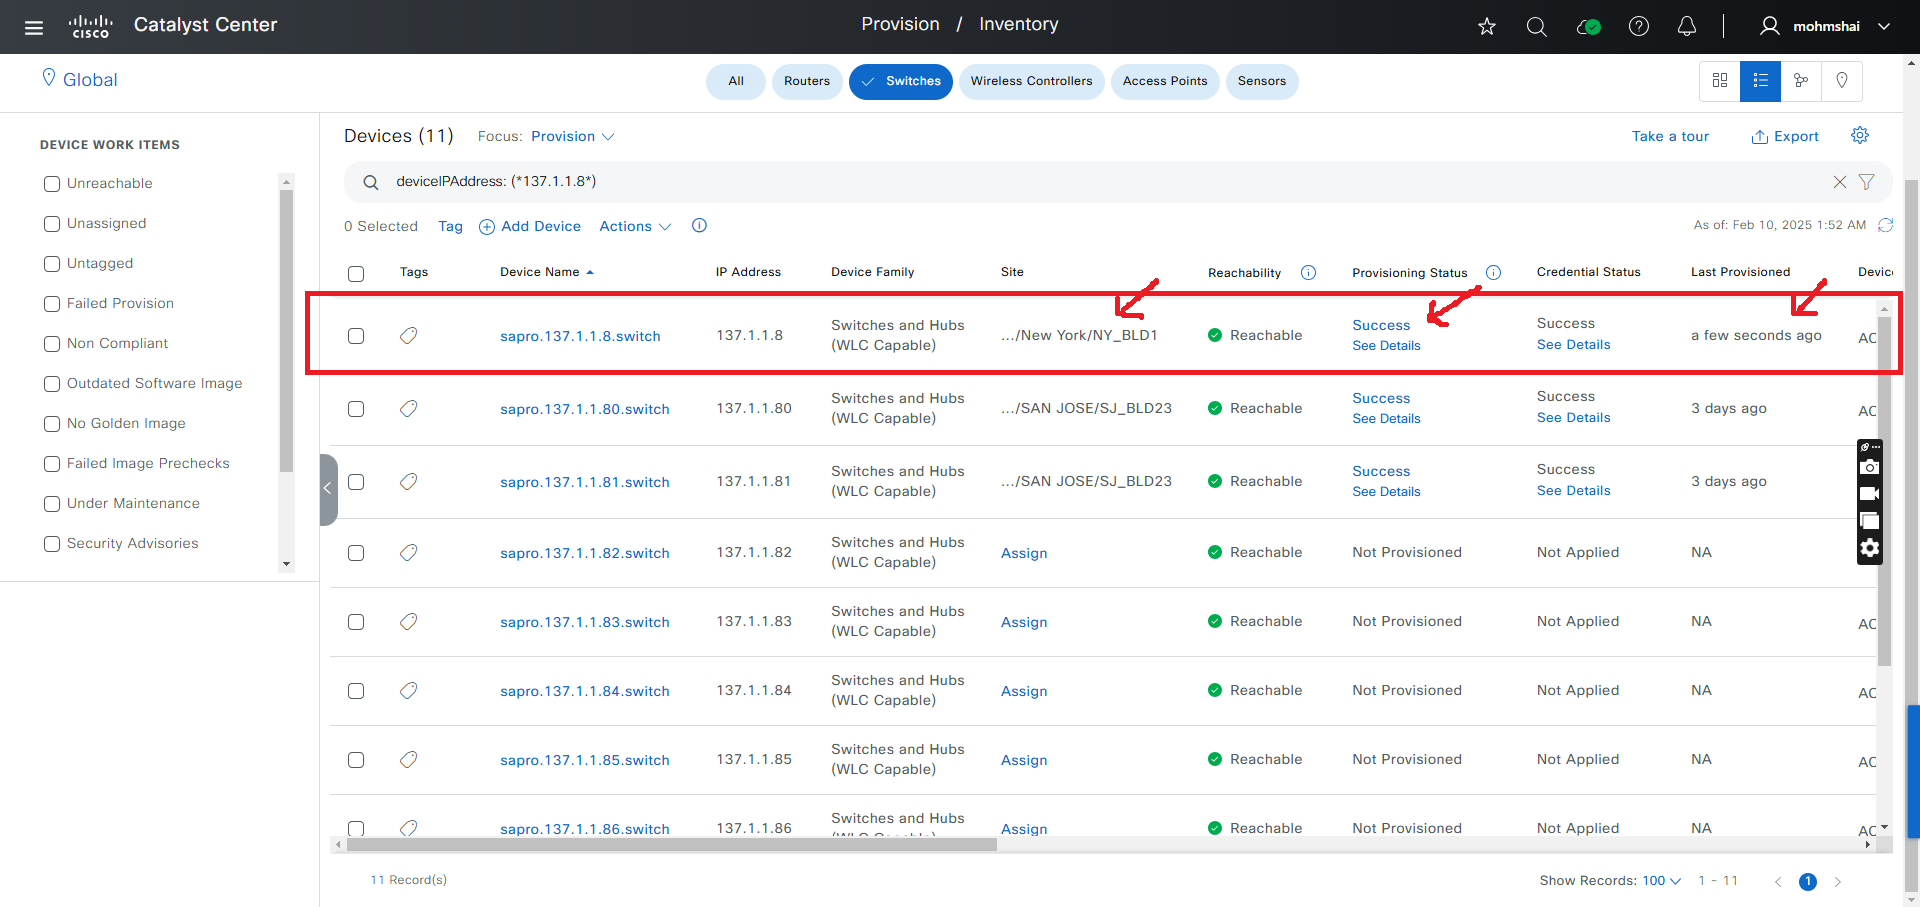 cisco Catalyst Center Provision / Inventory mohmshai
Global All Routers Switches Wireless Controllers Access Points Sensors
DEVICE WORK ITEMS
Unreachable
Unassigned
Untagged
Failed Provision
Non Compliant
Outdated Software Image
No Golden Image
Failed Image Prechecks
Under Maintenance
Security Advisories
Devices (11) Focus: Provision Take a tour Export
deviceIPAddress: (*137.1.1.8*)
0 Selected Tag Add Device Actions As of: Feb 10, 2025 1:52 AM
Tags Device Name IP Address Device Family Site Reachability Provisioning Status Credential Status Last Provisioned Device
sapro.137.1.1.8.switch 137.1.1.8 Switches and Hubs .../New York/NY_BLD1 Reachable Success Success a few seconds ago AC
(WLC Capable) See Details See Details
sapro.137.1.1.80.switch 137.1.1.80 Switches and Hubs .../SAN JOSE/SJ_BLD23 Reachable Success Success 3 days ago AC
(WLC Capable) See Details See Details
sapro.137.1.1.81.switch 137.1.1.81 Switches and Hubs .../SAN JOSE/SJ_BLD23 Reachable Success Success 3 days ago
(WLC Capable) See Details See Details
sapro.137.1.1.82.switch 137.1.1.82 Switches and Hubs Assign Reachable Not Provisioned Not Applied NA
(WLC Capable)
sapro.137.1.1.83.switch 137.1.1.83 Switches and Hubs Assign Reachable Not Provisioned Not Applied NA AC
(WLC Capable)
sapro.137.1.1.84.switch 137.1.1.84 Switches and Hubs Assign Reachable Not Provisioned Not Applied NA AC
(WLC Capable)
sapro.137.1.1.85.switch 137.1.1.85 Switches and Hubs Assign Reachable Not Provisioned Not Applied NA AC
(WLC Capable)
sapro.137.1.1.86.switch 137.1.1.86 Switches and Hubs Assign Reachable Not Provisioned Not Applied NA AC
11 Record(s) Show Records: 100 1 - 11 1